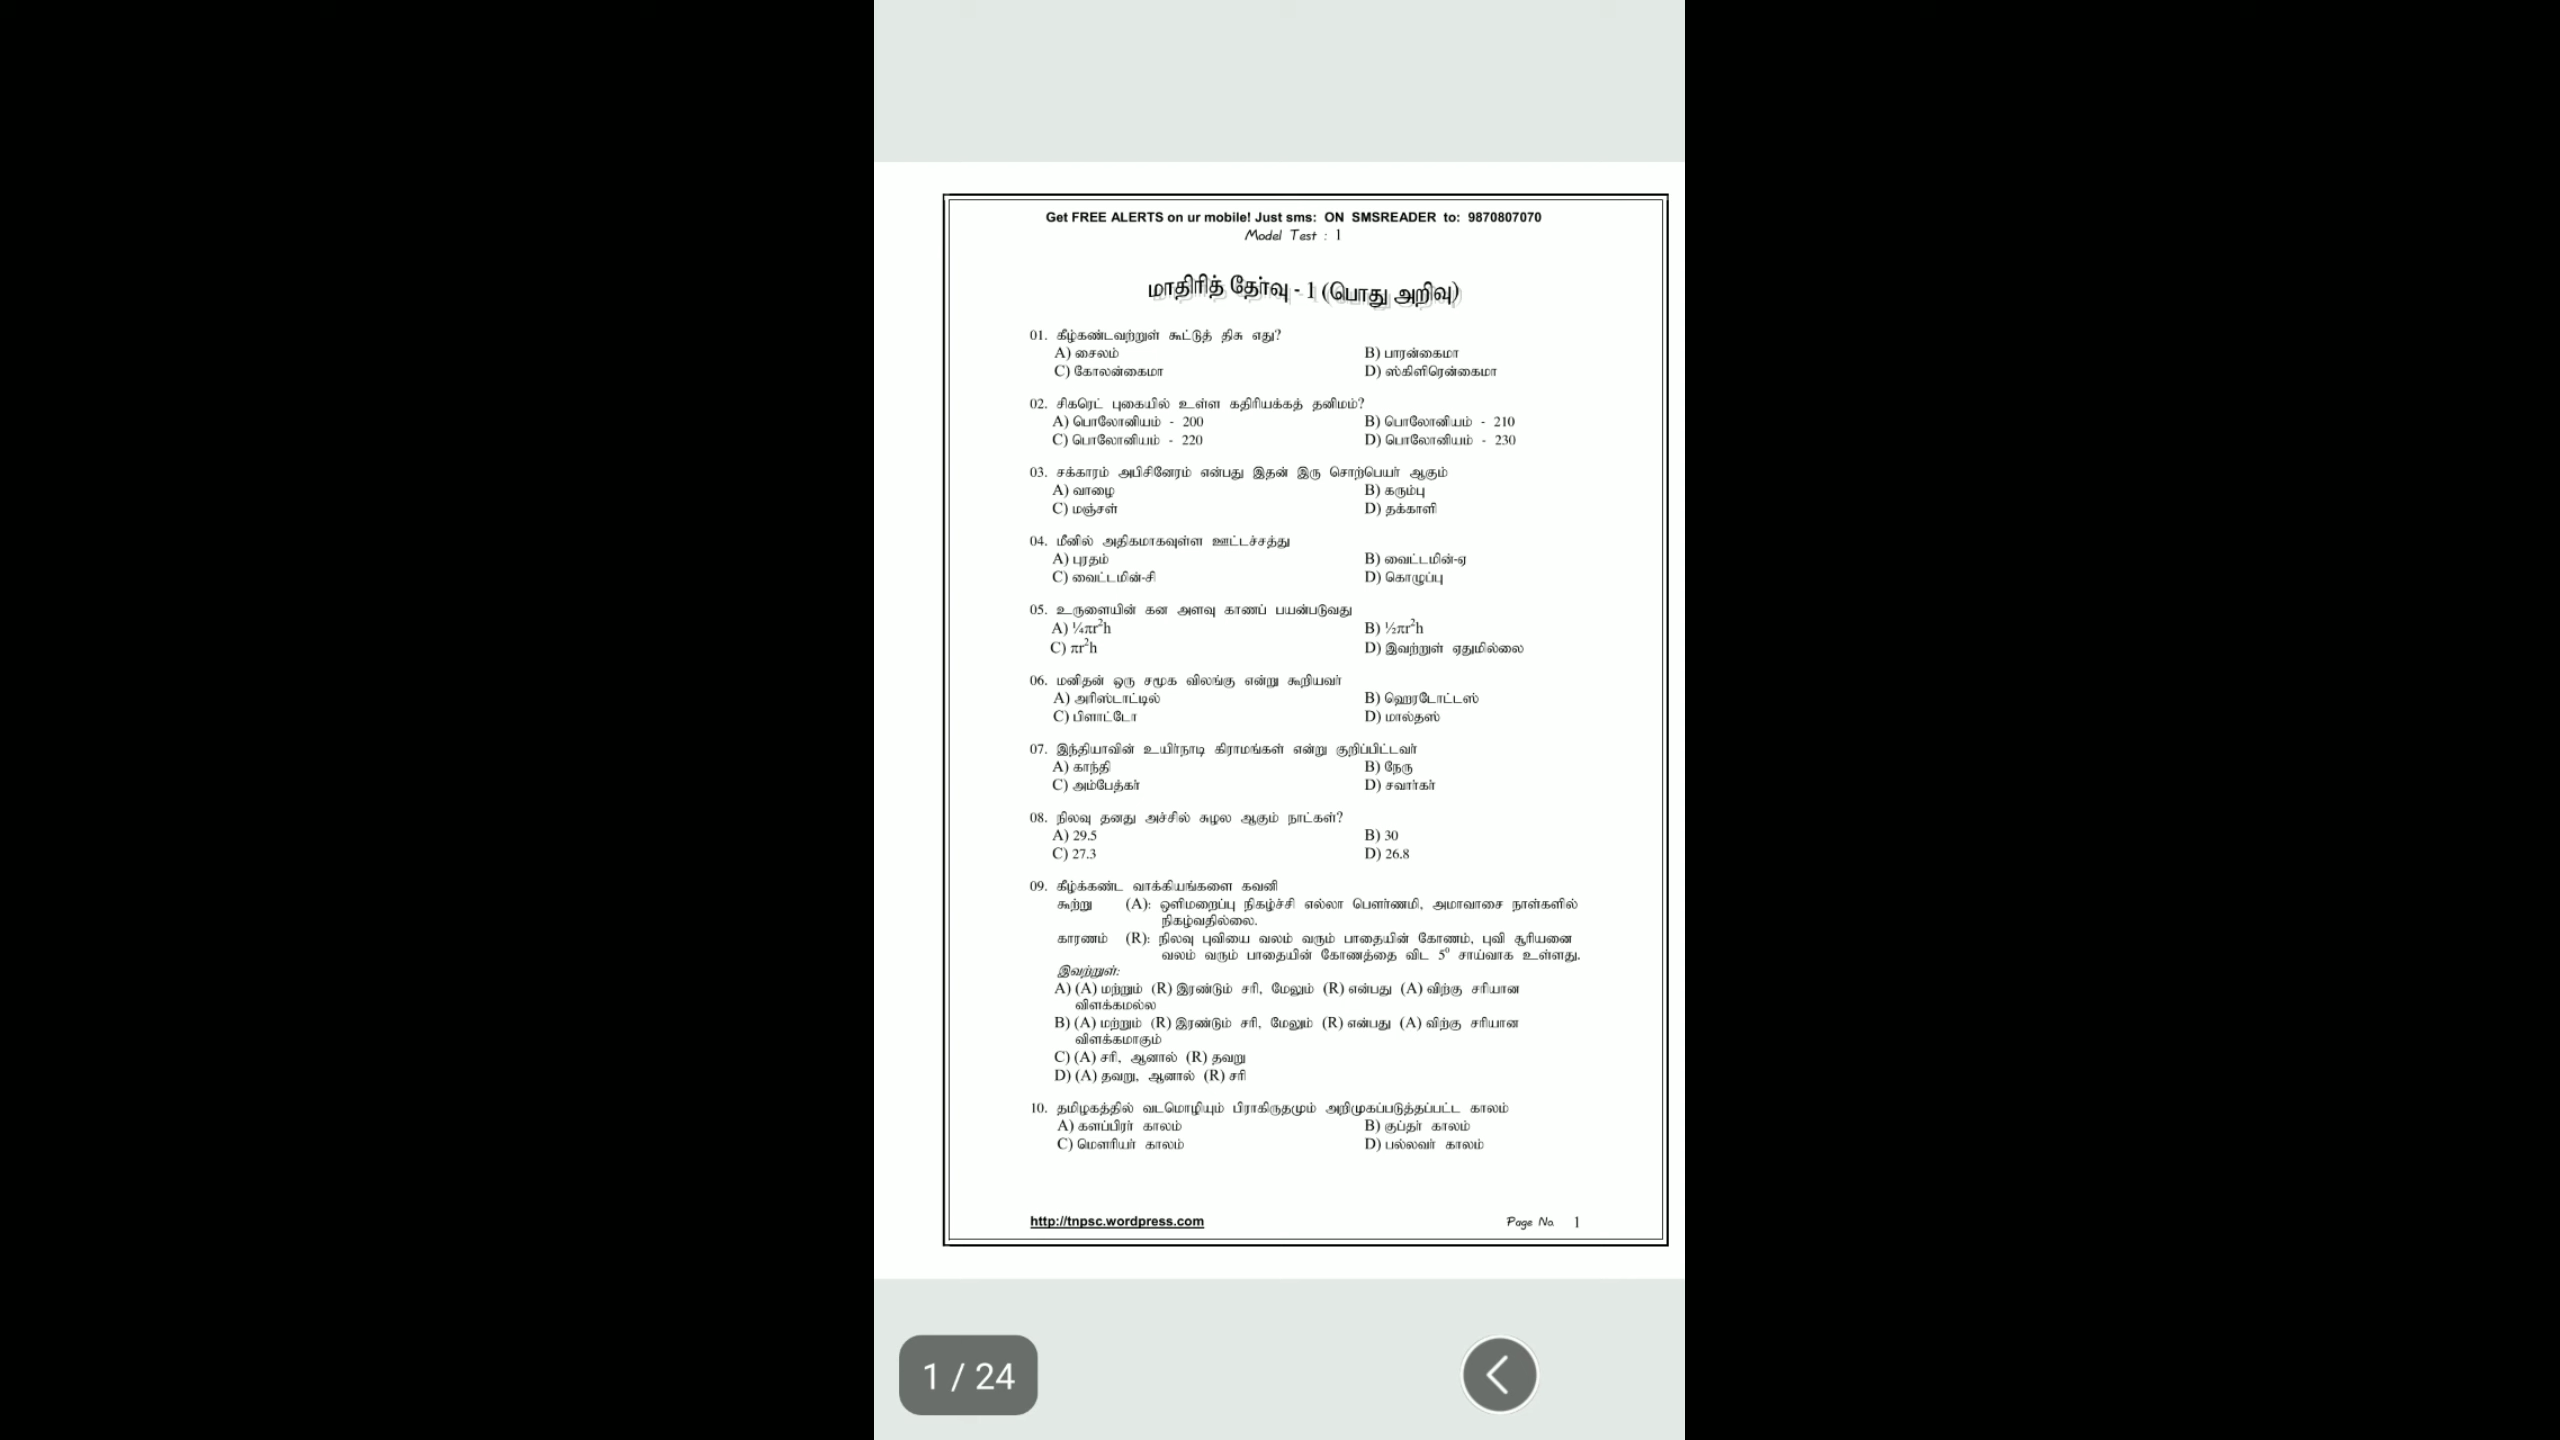 Get FREE ALERTS on ur mobile! Just sms: ON SMSREADER to: 9870807070
Model Test : 1
மாதிரித் தேர்வு - 1 (பொது அறிவு)
01. கீழ்கண்டவற்றுள் கூட்டுத் திசு எது?
A) சைலம் B) பாரன்கைமா
C) கோலன்கைமா D) ஸ்கிளிரென்கைமா
02. சிகரெட் புகையில் உள்ள கதிரியக்கத் தனிமம்?
A) பொலோனியம் - 200 B) பொலோனியம் - 210
C) பொலோனியம் - 220 D) பொலோனியம் - 230
03. சக்காரம் அபிசினேரம் என்பது இதன் இரு சொற்பெயர் ஆகும்
A) வாழை B) கரும்பு
C) மஞ்சள் D) தக்காளி
04. மீனில் அதிகமாகவுள்ள ஊட்டச்சத்து
A) புரதம் B) வைட்டமின்-ஏ
C) வைட்டமின்-சி D) கொழுப்பு
05. உருளையின் கன அளவு காணப் பயன்படுவது
A) ¼πr²h B) ½πr²h
C) πr²h D) இவற்றுள் ஏதுமில்லை
06. மனிதன் ஒரு சமூக விலங்கு என்று கூறியவர்
A) அரிஸ்டாட்டில் B) ஹெரடோட்டஸ்
C) பிளாட்டோ D) மால்தஸ்
07. இந்தியாவின் உயிர்நாடி கிராமங்கள் என்று குறிப்பிட்டவர்
A) காந்தி B) நேரு
C) அம்பேத்கர் D) சவார்கர்
08. நிலவு தனது அச்சில் சுழல ஆகும் நாட்கள்?
A) 29.5 B) 30
C) 27.3 D) 26.8
09. கீழ்க்கண்ட வாக்கியங்களை கவனி
கூற்று (A): ஒளிமறைப்பு நிகழ்ச்சி எல்லா பௌர்ணமி, அமாவாசை நாள்களில்
நிகழ்வதில்லை.
காரணம் (R): நிலவு புவியை வலம் வரும் பாதையின் கோணம், புவி சூரியனை
வலம் வரும் பாதையின் கோணத்தை விட 5⁰ சாய்வாக உள்ளது.
இவற்றுள்:
A) (A) மற்றும் (R) இரண்டும் சரி, மேலும் (R) என்பது (A) விற்கு சரியான
விளக்கமல்ல
B) (A) மற்றும் (R) இரண்டும் சரி, மேலும் (R) என்பது (A) விற்கு சரியான
விளக்கமாகும்
C) (A) சரி, ஆனால் (R) தவறு
D) (A) தவறு, ஆனால் (R) சரி
10. தமிழகத்தில் வடமொழியும் பிராகிருதமும் அறிமுகப்படுத்தப்பட்ட காலம்
A) களப்பிரர் காலம் B) குப்தர் காலம்
C) மௌரியர் காலம் D) பல்லவர் காலம்
http://tnpsc.wordpress.com Page No. 1
1 / 24